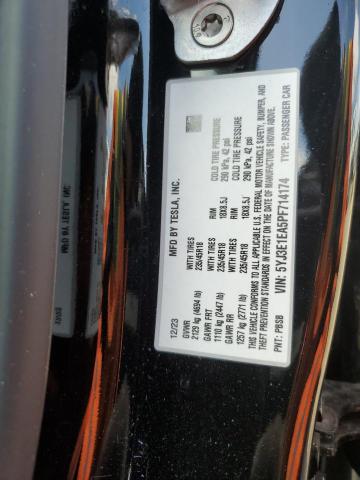 MFD BY TESLA, INC.
12/23
GVWR
2129 kg (4694 lb)
GAWR FRT WITH TIRES RIM COLD TIRE PRESSURE
1110 kg (2447 lb) 235/45R18 18X8.5J 290 kPa, 42 psi
GAWR RR WITH TIRES RIM COLD TIRE PRESSURE
1257 kg (2771 lb) 235/45R18 18X8.5J 290 kPa, 42 psi
THIS VEHICLE CONFORMS TO ALL APPLICABLE U.S. FEDERAL MOTOR VEHICLE SAFETY, BUMPER, AND
THEFT PREVENTION STANDARDS IN EFFECT ON THE DATE OF MANUFACTURE SHOWN ABOVE.
PNT: PBSB VIN: 5YJ3E1EA5PF714174 TYPE: PASSENGER CAR